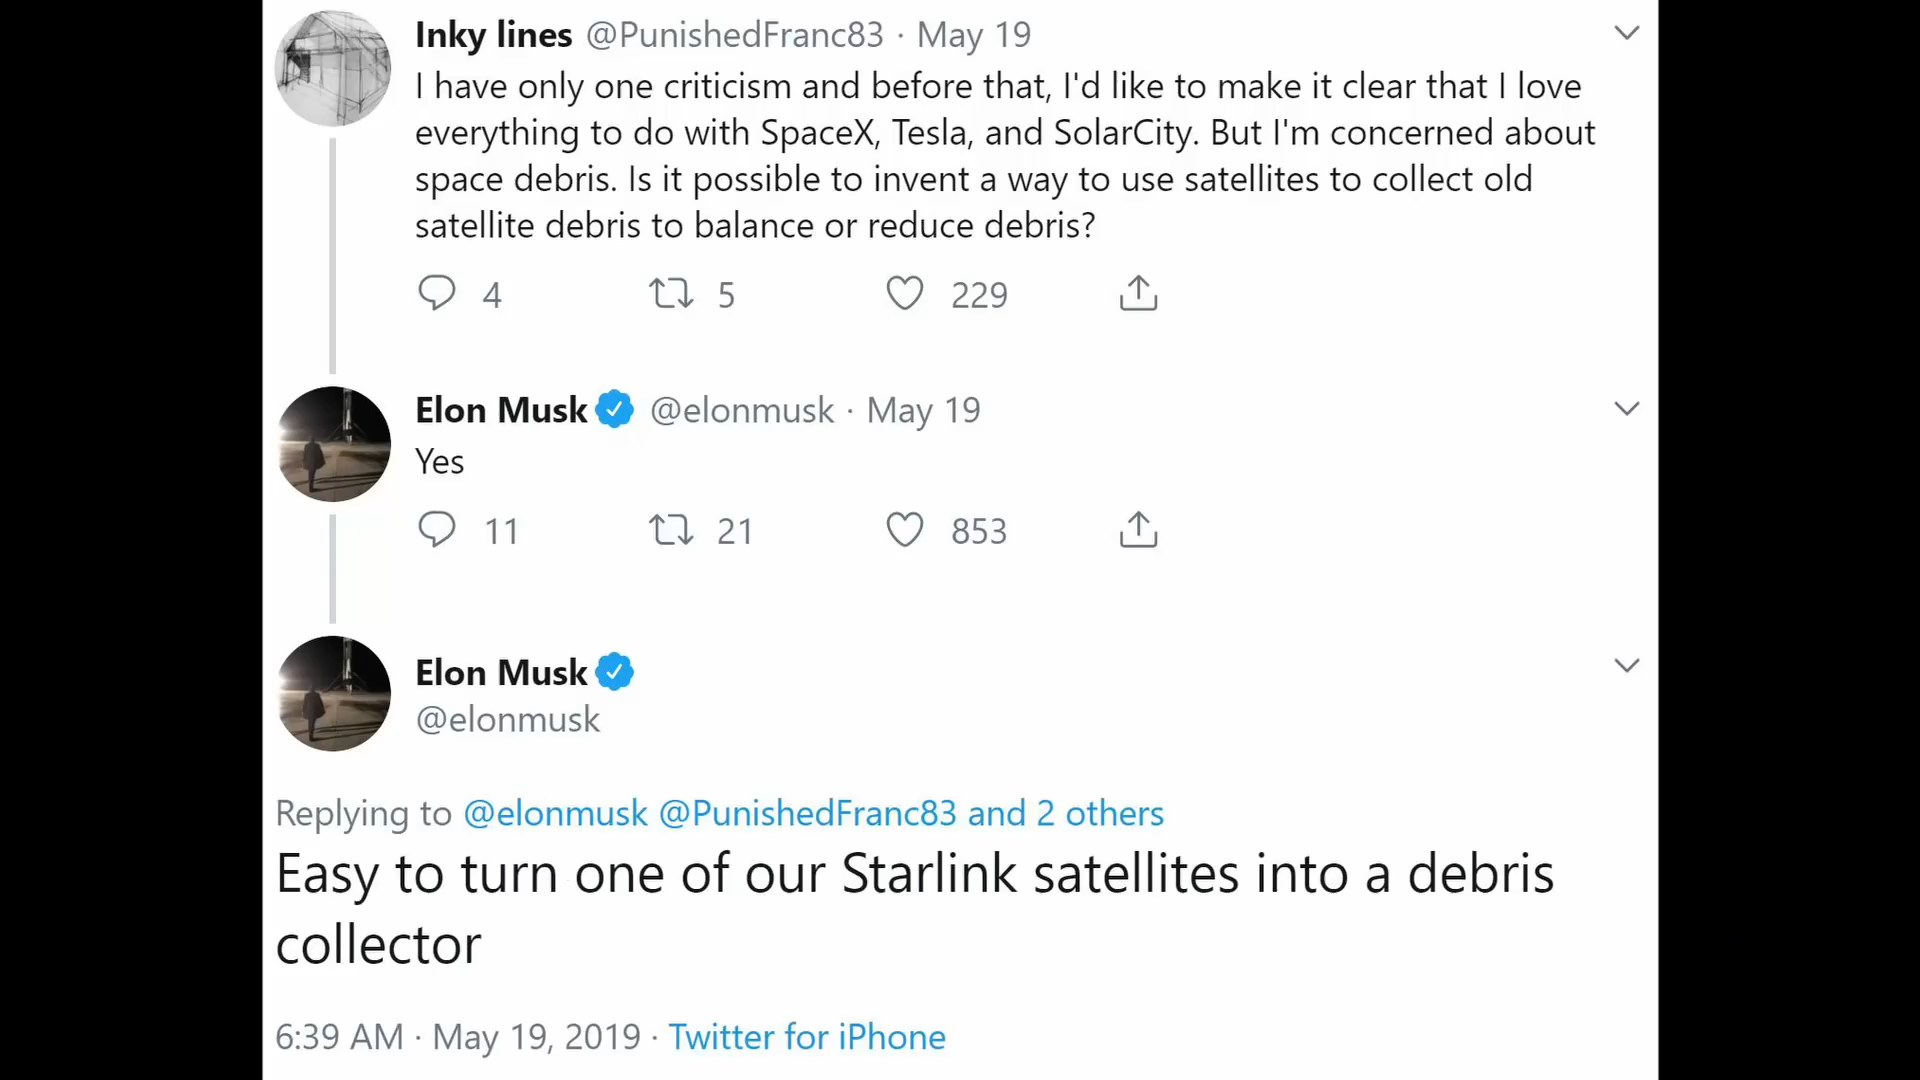 Inky lines @PunishedFranc83 · May 19
I have only one criticism and before that, I'd like to make it clear that I love
everything to do with SpaceX, Tesla, and SolarCity. But I'm concerned about
space debris. Is it possible to invent a way to use satellites to collect old
satellite debris to balance or reduce debris?
4 5 229
Elon Musk @elonmusk · May 19
Yes
11 21 853
Elon Musk
@elonmusk
Replying to @elonmusk @PunishedFranc83 and 2 others
Easy to turn one of our Starlink satellites into a debris
collector
6:39 AM · May 19, 2019 · Twitter for iPhone